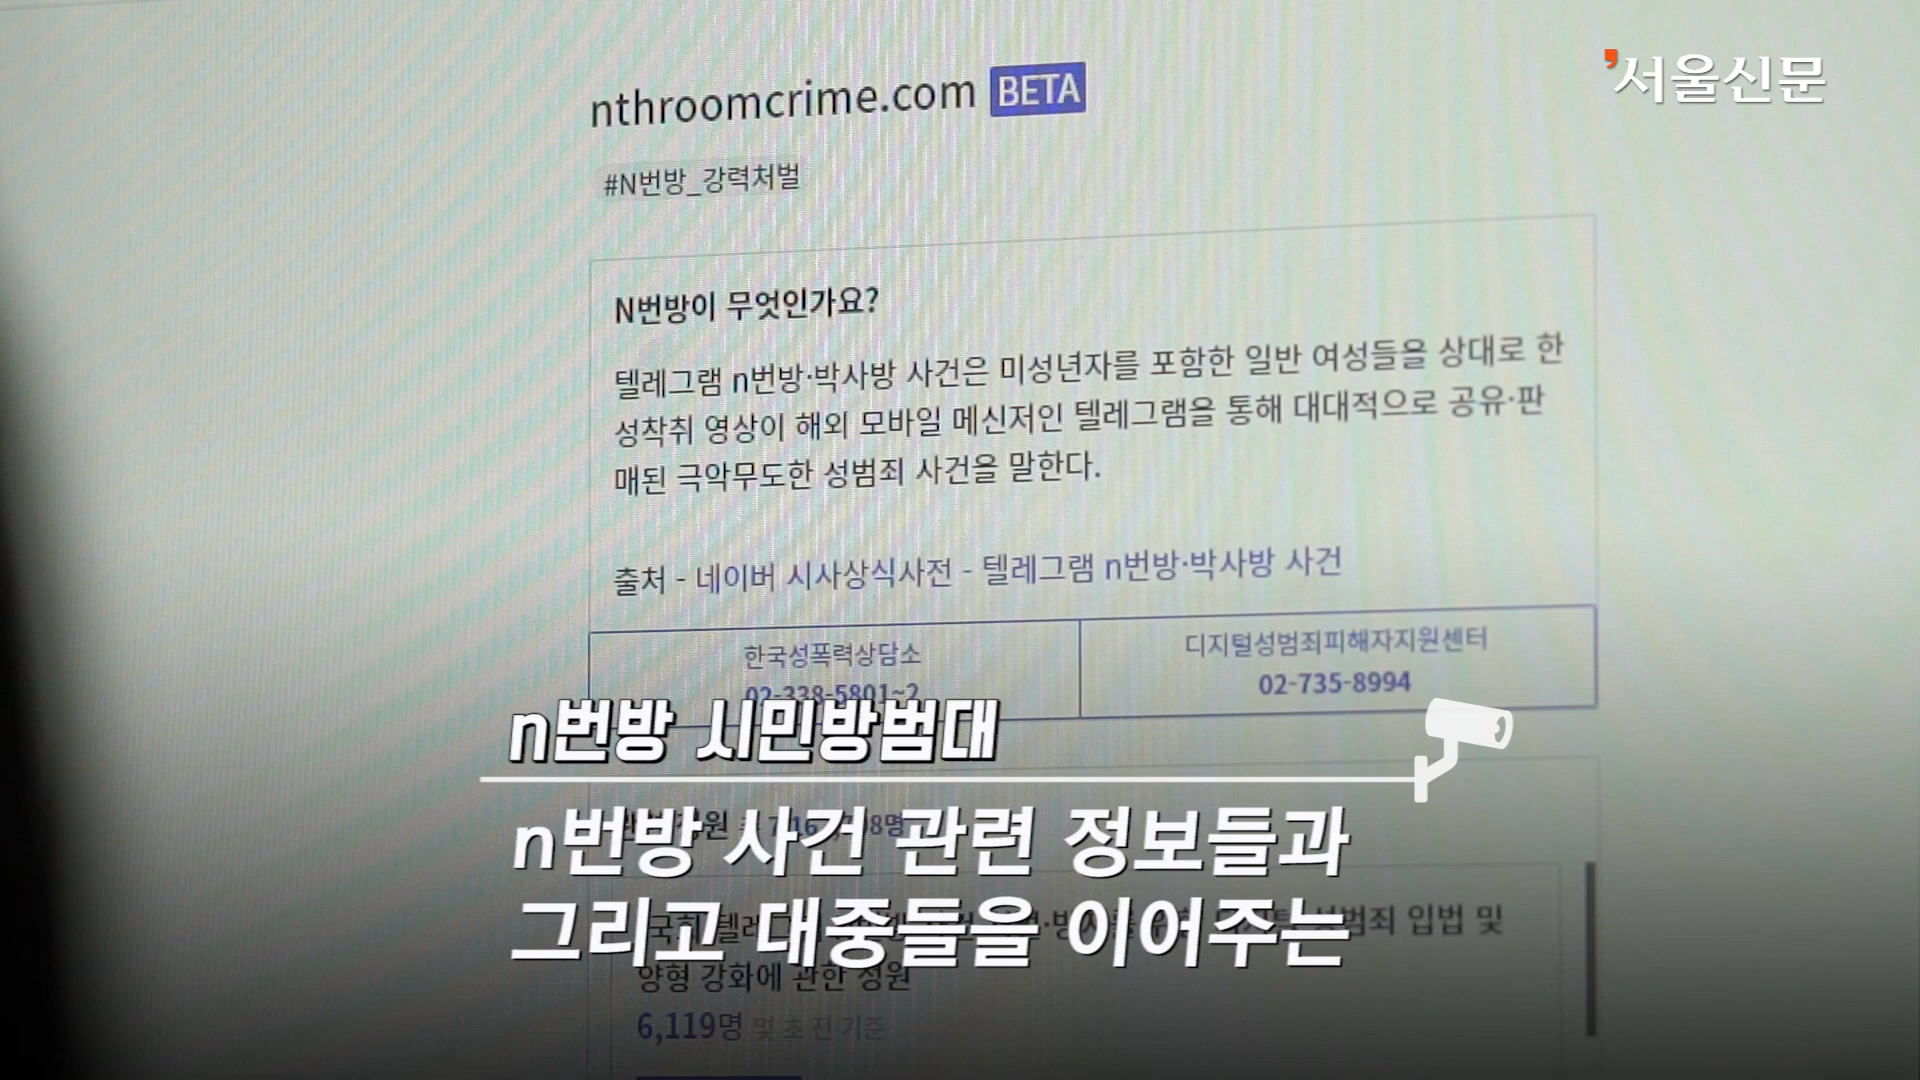 서울신문
nthroomcrime.com BETA
#N번방_강력처벌
N번방이 무엇인가요?
텔레그램 n번방·박사방 사건은 미성년자를 포함한 일반 여성들을 상대로 한
성착취 영상이 해외 모바일 메신저인 텔레그램을 통해 대대적으로 공유·판
매된 극악무도한 성범죄 사건을 말한다.
출처 - 네이버 시사상식사전 - 텔레그램 n번방·박사방 사건
한국성폭력상담소
02-338-5801~2
디지털성범죄피해자지원센터
02-735-8994
n번방 시민방범대
n번방 사건 관련 정보들과
그리고 대중들을 이어주는
성범죄 입법 및
양형 강화에 관한 청원
6,119명 몇 초 전 기준